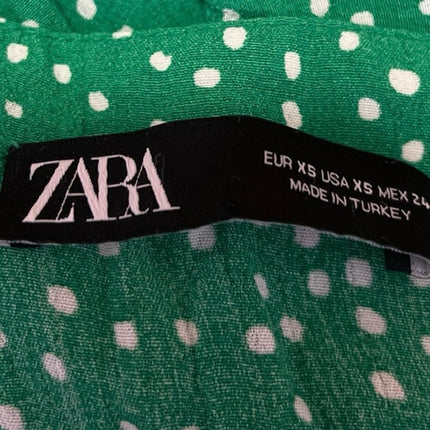 ZARA
EUR XS USA XS MEX 24
MADE IN TURKEY